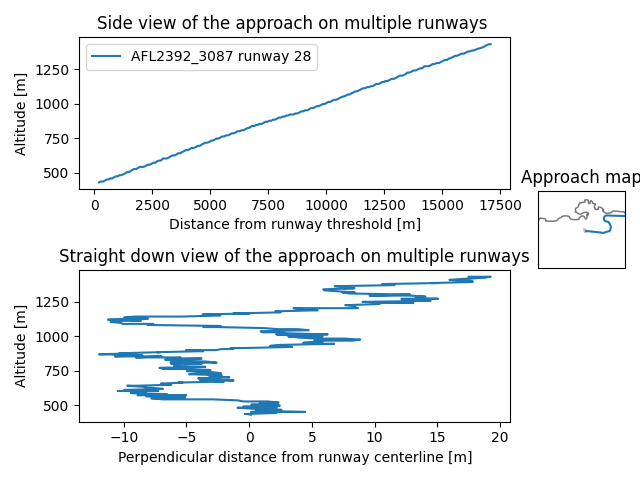 Side view of the approach on multiple runways
AFL2392_3087 runway 28
Altitude [m]
1250
1000
750
500
0
2500
5000
7500
10000
12500
15000
17500
Distance from runway threshold [m]
Approach map
Straight down view of the approach on multiple runways
Altitude [m]
1250
1000
750
500
−10
−5
0
5
10
15
20
Perpendicular distance from runway centerline [m]